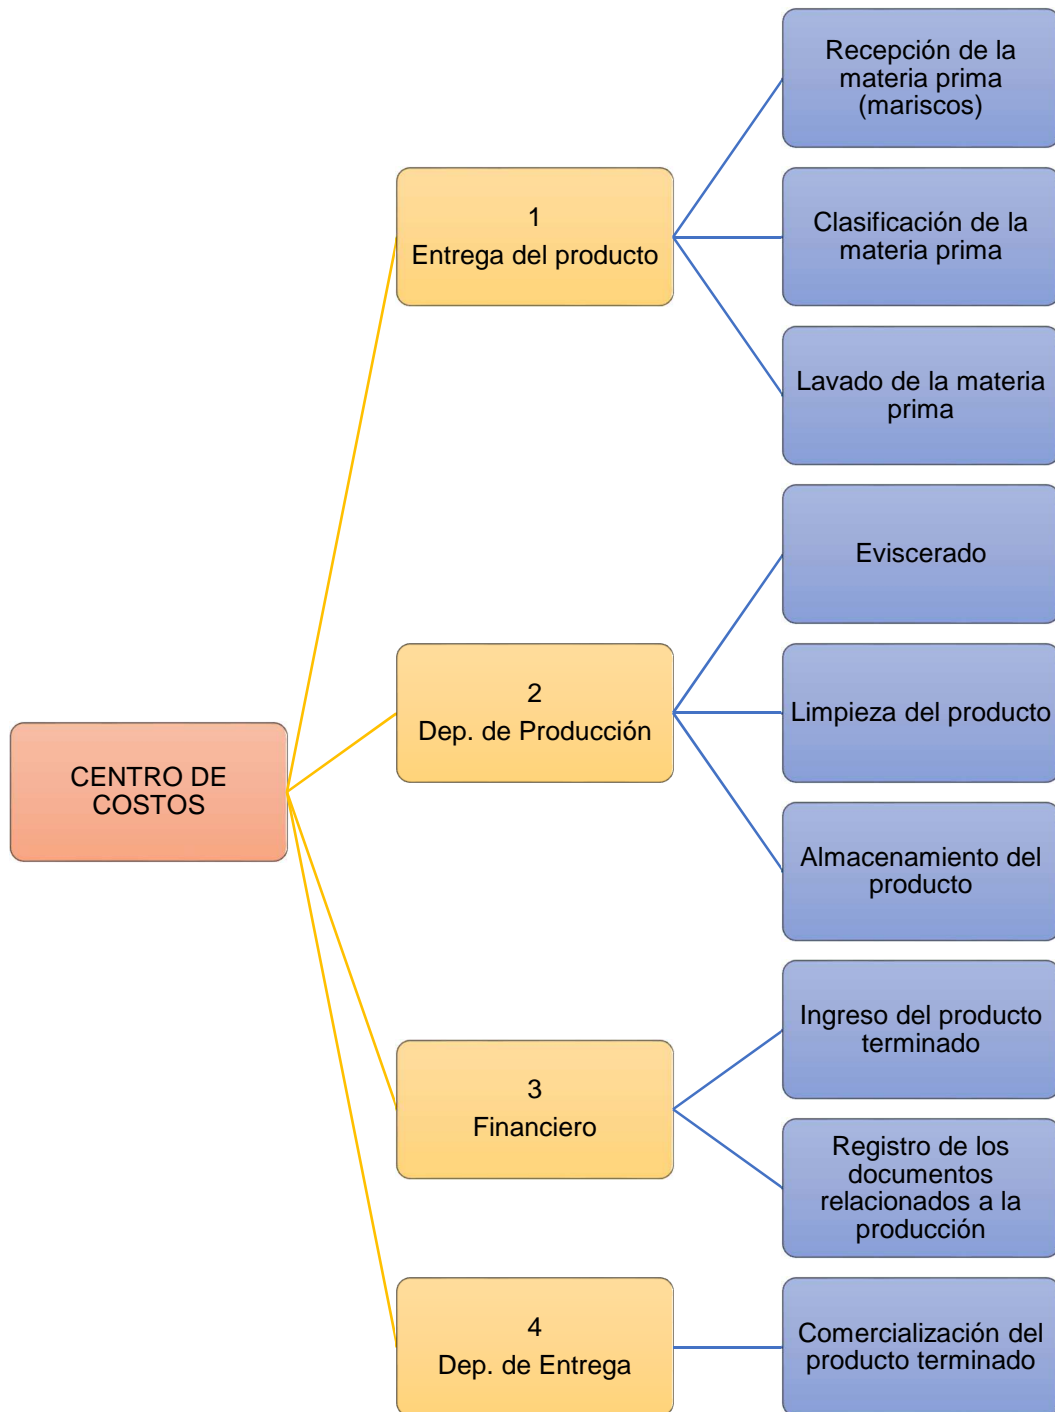 CENTRO DE
COSTOS
1
Entrega del producto
Recepción de la
materia prima
(mariscos)
Clasificación de la
materia prima
Lavado de la materia
prima
2
Dep. de Producción
Eviscerado
Limpieza del producto
Almacenamiento del
producto
3
Financiero
Ingreso del producto
terminado
Registro de los
documentos
relacionados a la
producción
4
Dep. de Entrega
Comercialización del
producto terminado